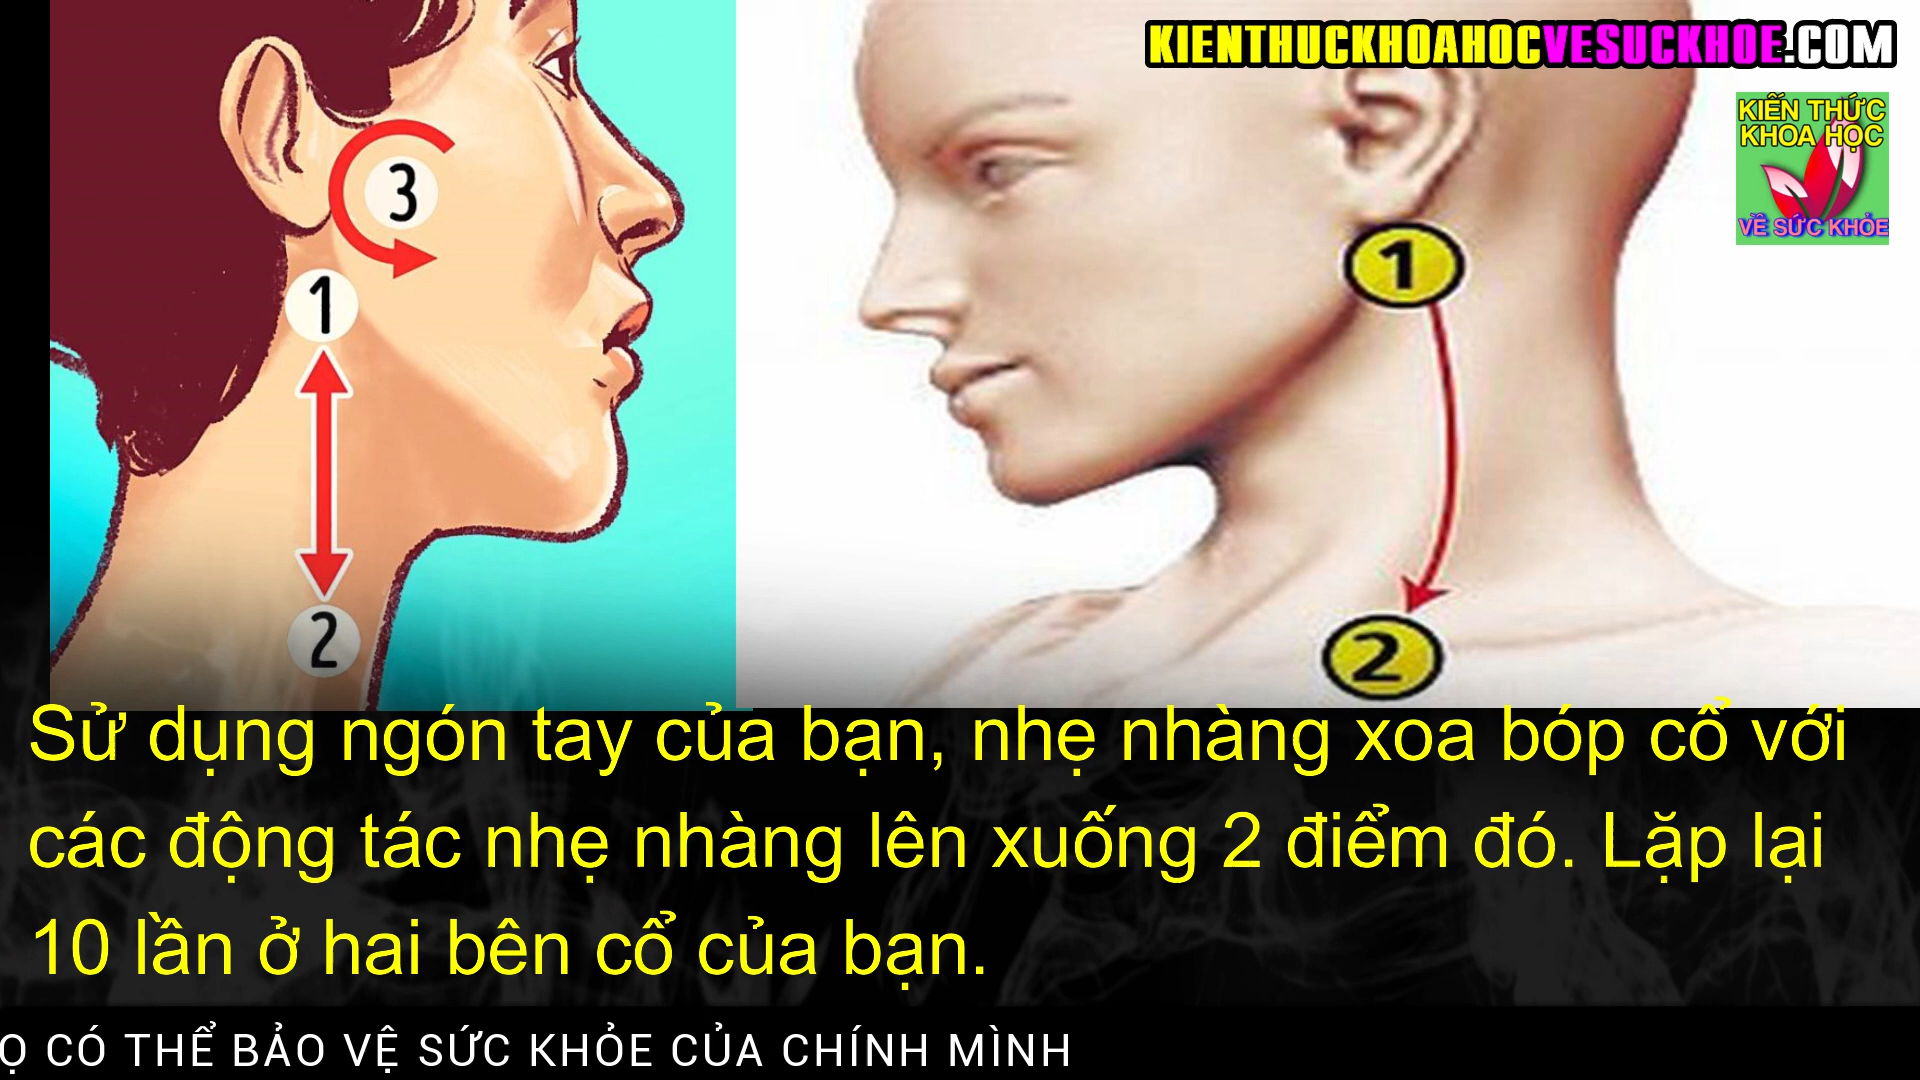 KIENTHUCKHOAHOCVESUCKHOE.COM
KIẾN THỨC
KHOA HỌC
VỀ SỨC KHỎE
3
1
2
1
2
Sử dụng ngón tay của bạn, nhẹ nhàng xoa bóp cổ với
các động tác nhẹ nhàng lên xuống 2 điểm đó. Lặp lại
10 lần ở hai bên cổ của bạn.
Ọ CÓ THỂ BẢO VỆ SỨC KHỎE CỦA CHÍNH MÌNH